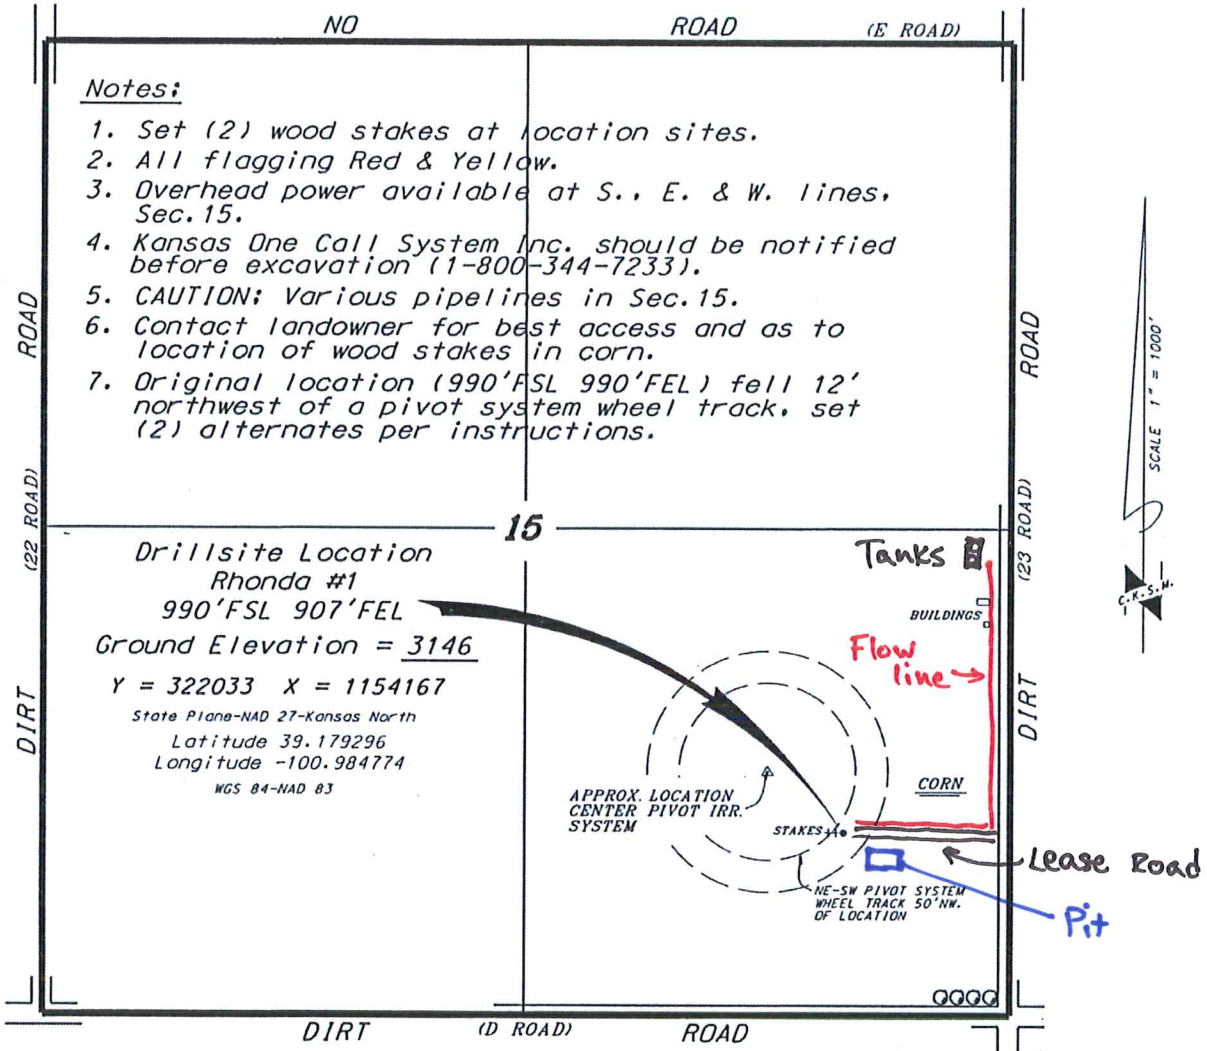 NO ROAD (E ROAD)
Notes:
1. Set (2) wood stakes at location sites.
2. All flagging Red & Yellow.
3. Overhead power available at S., E. & W. lines,
Sec. 15.
4. Kansas One Call System Inc. should be notified
before excavation (1-800-344-7233).
5. CAUTION: Various pipelines in Sec. 15.
6. Contact landowner for best access and as to
location of wood stakes in corn.
7. Original location (990'FSL 990'FEL) fell 12'
northwest of a pivot system wheel track, set
(2) alternates per instructions.
ROAD
(22 ROAD)
DIRT
ROAD
(23 ROAD)
DIRT
SCALE 1" = 1000'
C.K.S.M.
15
Drillsite Location
Rhonda #1
990'FSL 907'FEL
Ground Elevation = 3146
Y = 322033 X = 1154167
State Plane-NAD 27-Kansas North
Latitude 39.179296
Longitude -100.984774
WGS 84-NAD 83
Tanks
BUILDINGS
Flow
line
CORN
APPROX. LOCATION
CENTER PIVOT IRR.
SYSTEM
STAKES
Lease Road
NE-SW PIVOT SYSTEM
WHEEL TRACK 50'NW.
OF LOCATION
Pit
DIRT (D ROAD) ROAD